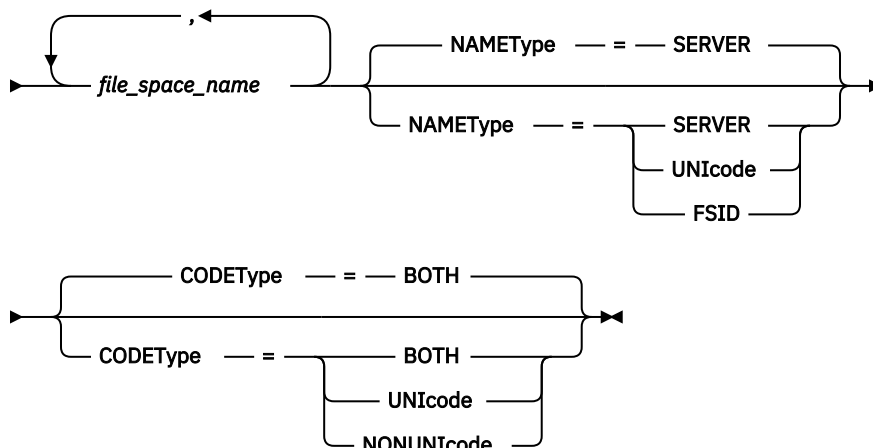 ,
file_space_name
NAMEType = SERVER
NAMEType = SERVER
UNIcode
FSID
CODEType = BOTH
CODEType = BOTH
UNIcode
NONUNIcode